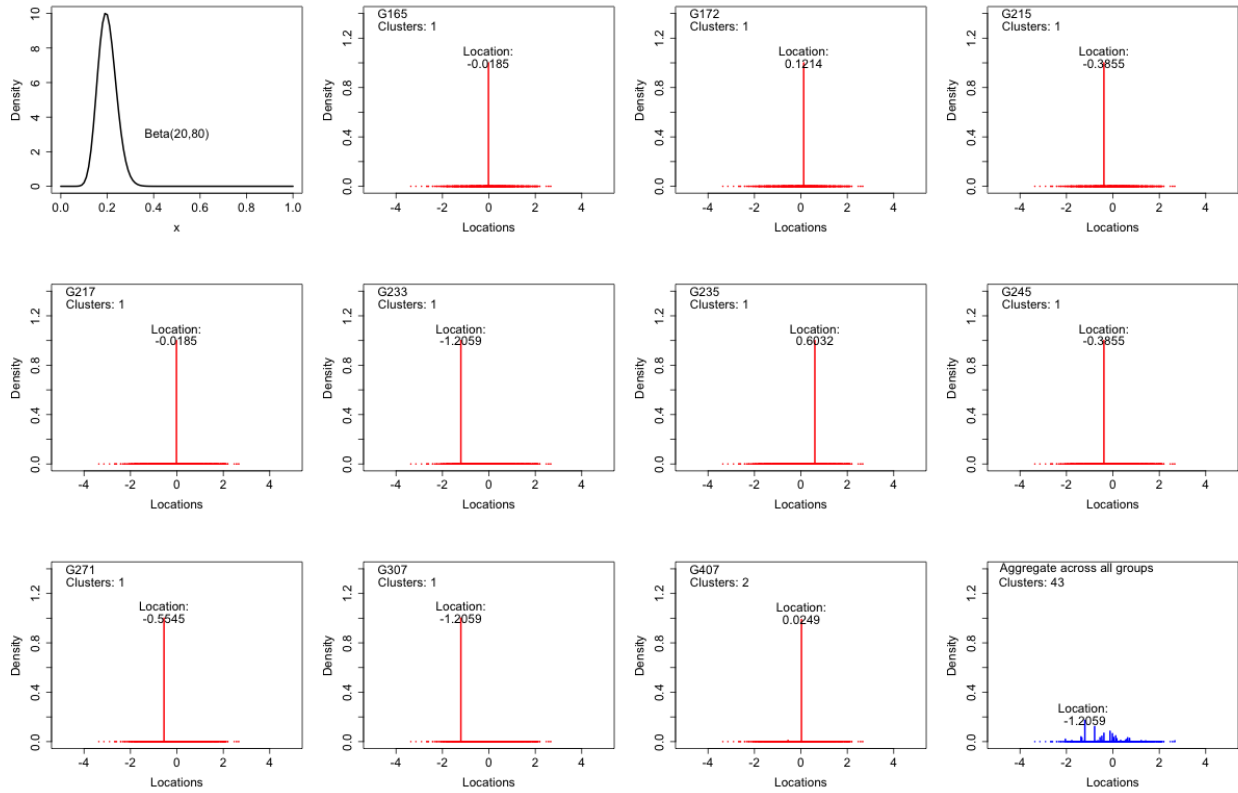 Density
0 2 4 6 8 10
Beta(20,80)
0.0 0.2 0.4 0.6 0.8 1.0
x
G165
Clusters: 1
Location:
-0.0185
Density
0.0 0.4 0.8 1.2
-4 -2 0 2 4
Locations
G172
Clusters: 1
Location:
0.1214
Density
0.0 0.4 0.8 1.2
-4 -2 0 2 4
Locations
G215
Clusters: 1
Location:
-0.3855
Density
0.0 0.4 0.8 1.2
-4 -2 0 2 4
Locations
G217
Clusters: 1
Location:
-0.0185
Density
0.0 0.4 0.8 1.2
-4 -2 0 2 4
Locations
G233
Clusters: 1
Location:
-1.2059
Density
0.0 0.4 0.8 1.2
-4 -2 0 2 4
Locations
G235
Clusters: 1
Location:
0.6032
Density
0.0 0.4 0.8 1.2
-4 -2 0 2 4
Locations
G245
Clusters: 1
Location:
-0.3855
Density
0.0 0.4 0.8 1.2
-4 -2 0 2 4
Locations
G271
Clusters: 1
Location:
-0.5545
Density
0.0 0.4 0.8 1.2
-4 -2 0 2 4
Locations
G307
Clusters: 1
Location:
-1.2059
Density
0.0 0.4 0.8 1.2
-4 -2 0 2 4
Locations
G407
Clusters: 2
Location:
0.0249
Density
0.0 0.4 0.8 1.2
-4 -2 0 2 4
Locations
Aggregate across all groups
Clusters: 43
Location:
-1.2059
Density
0.0 0.4 0.8 1.2
-4 -2 0 2 4
Locations